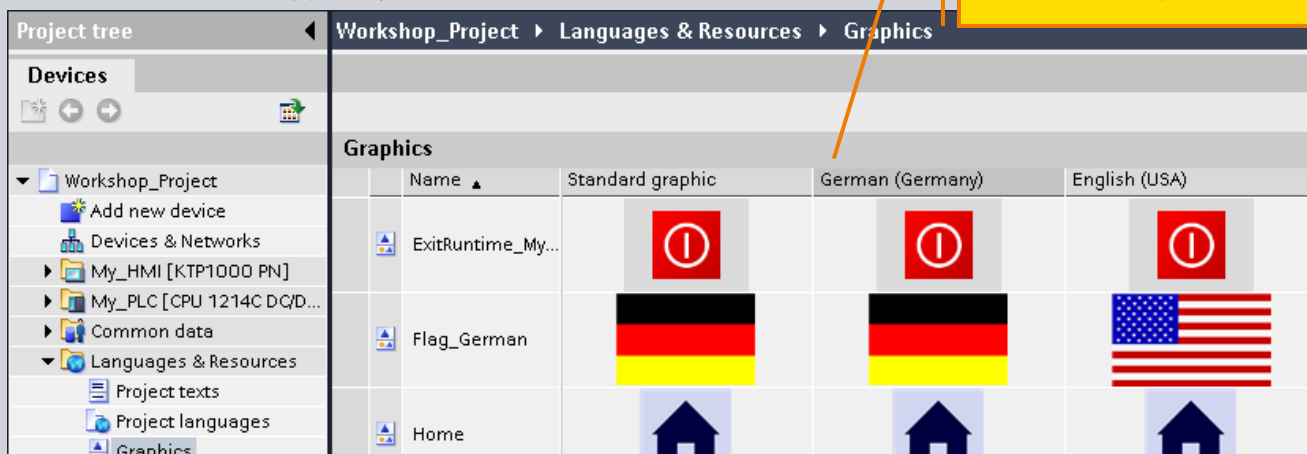 Project tree
Workshop_Project ▸ Languages & Resources ▸ Graphics
Devices
Graphics
Name Standard graphic German (Germany) English (USA)
Workshop_Project
Add new device
Devices & Networks
My_HMI [KTP1000 PN]
My_PLC [CPU 1214C DC/D...
Common data
Languages & Resources
Project texts
Project languages
Graphics
ExitRuntime_My...
Flag_German
Home